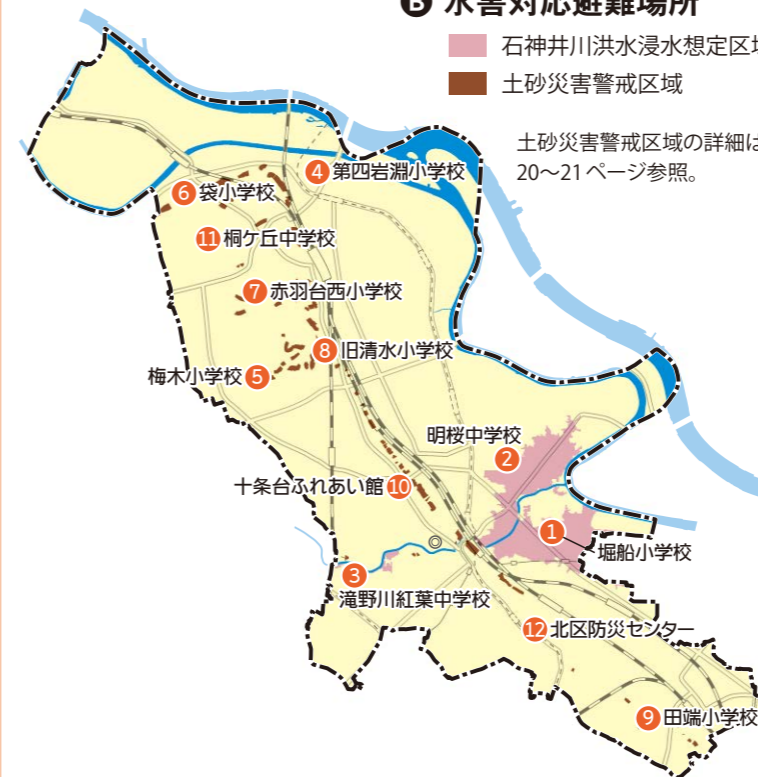 B 水害対応避難場所
石神井川洪水浸水想定区域
土砂災害警戒区域
土砂災害警戒区域の詳細は
20〜21ページ参照。
4 第四岩淵小学校
6 袋小学校
11 桐ケ丘中学校
7 赤羽台西小学校
8 旧清水小学校
梅木小学校 5
明桜中学校
2
十条台ふれあい館 10
1
堀船小学校
3
滝野川紅葉中学校
12 北区防災センター
9 田端小学校